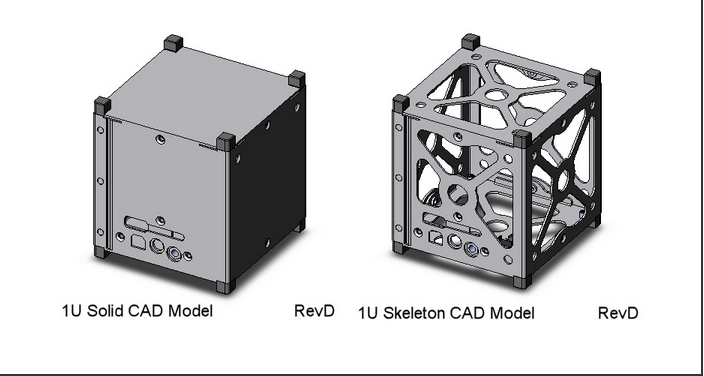 1U Solid CAD Model RevD
1U Skeleton CAD Model RevD